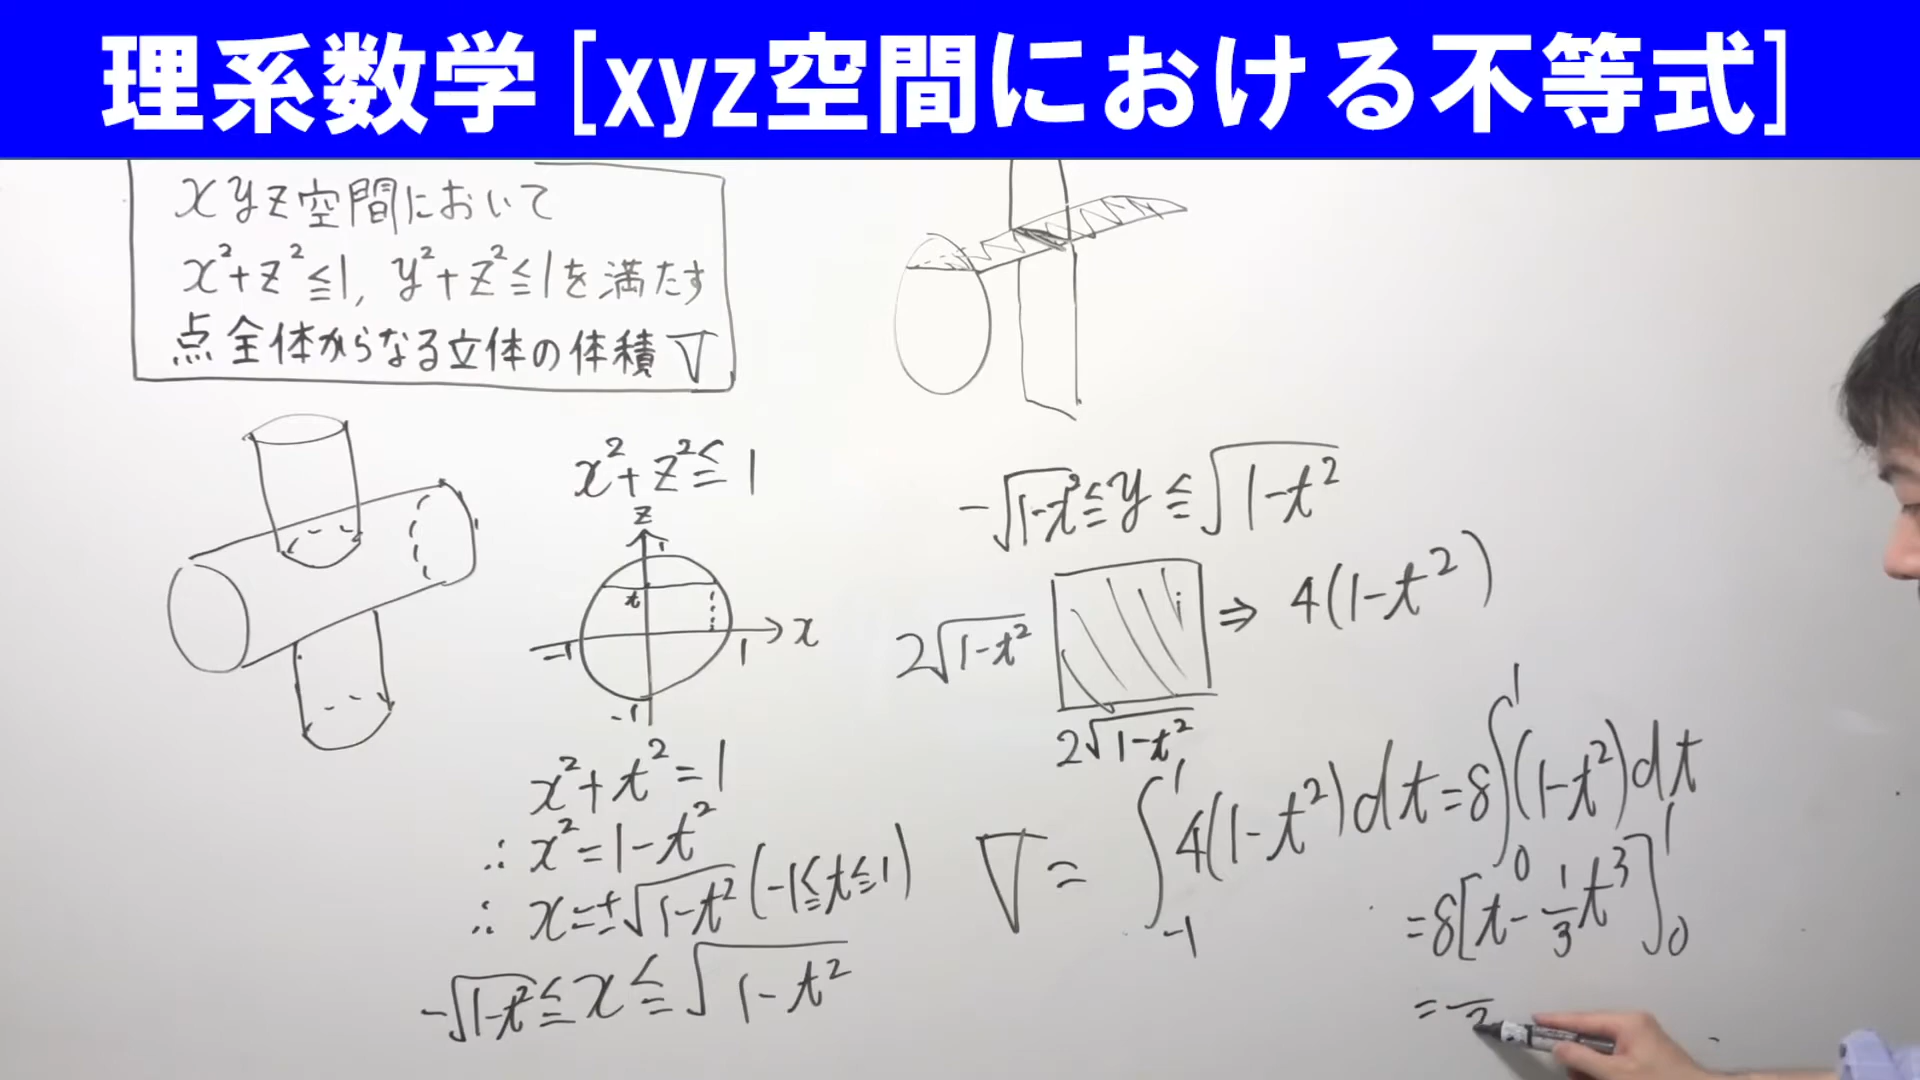 理系数学[xyz空間における不等式]
xyz空間において
x²+z²≦1, y²+z²≦1を満たす
点全体からなる立体の体積V
x²+z²≦1
z
1
t
x
-1
1
-1
x²+t²=1
∴ x²=1-t²
∴ x=±√1-t² (-1≦t≦1)
-√1-t²≦x≦√1-t²
-√1-t²≦y≦√1-t²
2√1-t² ⇒ 4(1-t²)
2√1-t²
V=∫₋₁¹4(1-t²)dt=8∫₀¹(1-t²)dt
=8[t-1/3t³]₀¹
=